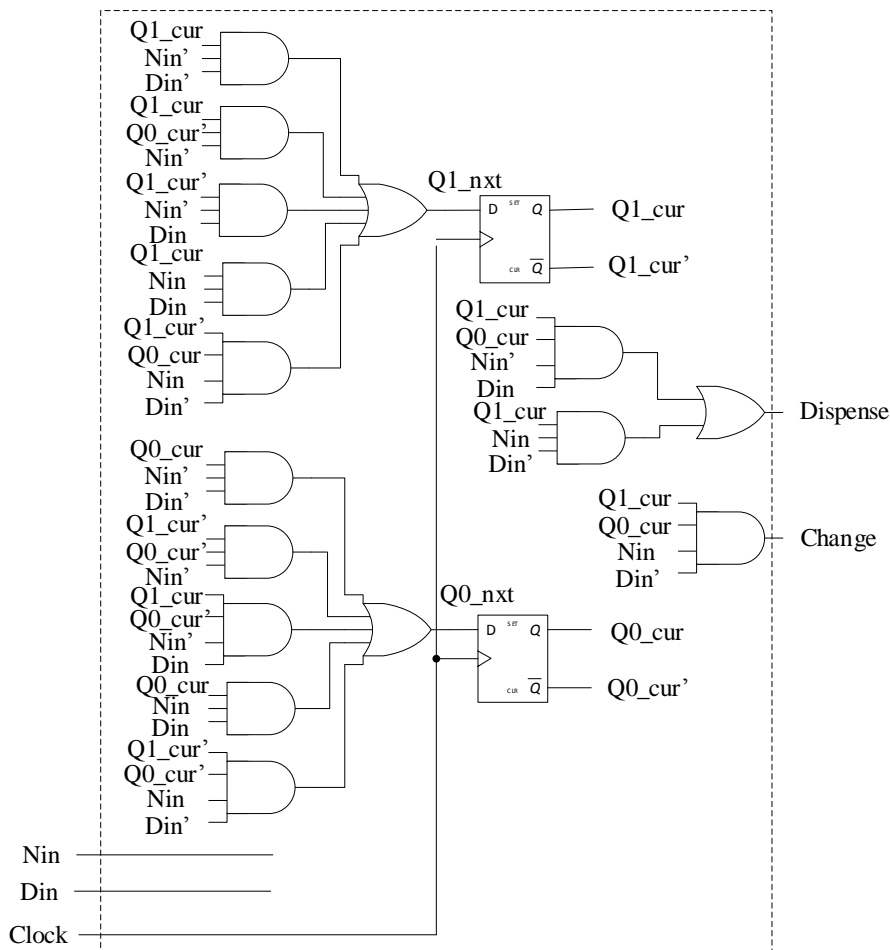 Q1_cur
Nin’
Din’
Q1_cur
Q0_cur’
Nin’
Q1_cur’
Nin’
Din
Q1_cur
Nin
Din
Q1_cur’
Q0_cur
Nin
Din’
Q1_nxt
D SET Q
CLR Q̅
Q1_cur
Q1_cur’
Q1_cur
Q0_cur
Nin’
Din
Q1_cur
Nin
Din’
Dispense
Q1_cur
Q0_cur
Nin
Din’
Change
Q0_cur
Nin’
Din’
Q1_cur’
Q0_cur’
Nin’
Q1_cur
Q0_cur’
Nin’
Din
Q0_cur
Nin
Din
Q1_cur’
Q0_cur’
Nin
Din’
Q0_nxt
D SET Q
CLR Q̅
Q0_cur
Q0_cur’
Nin
Din
Clock